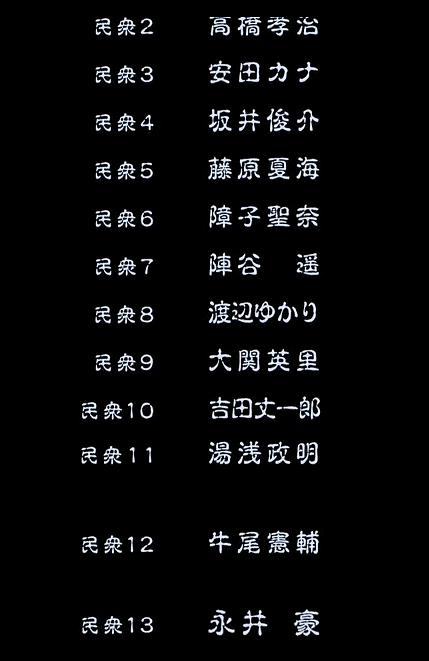 民衆2 高橋孝治
民衆3 安田カナ
民衆4 坂井俊介
民衆5 藤原夏海
民衆6 障子聖奈
民衆7 陣谷　遥
民衆8 渡辺ゆかり
民衆9 大関英里
民衆10 吉田丈一郎
民衆11 湯浅政明
民衆12 牛尾憲輔
民衆13 永井　豪